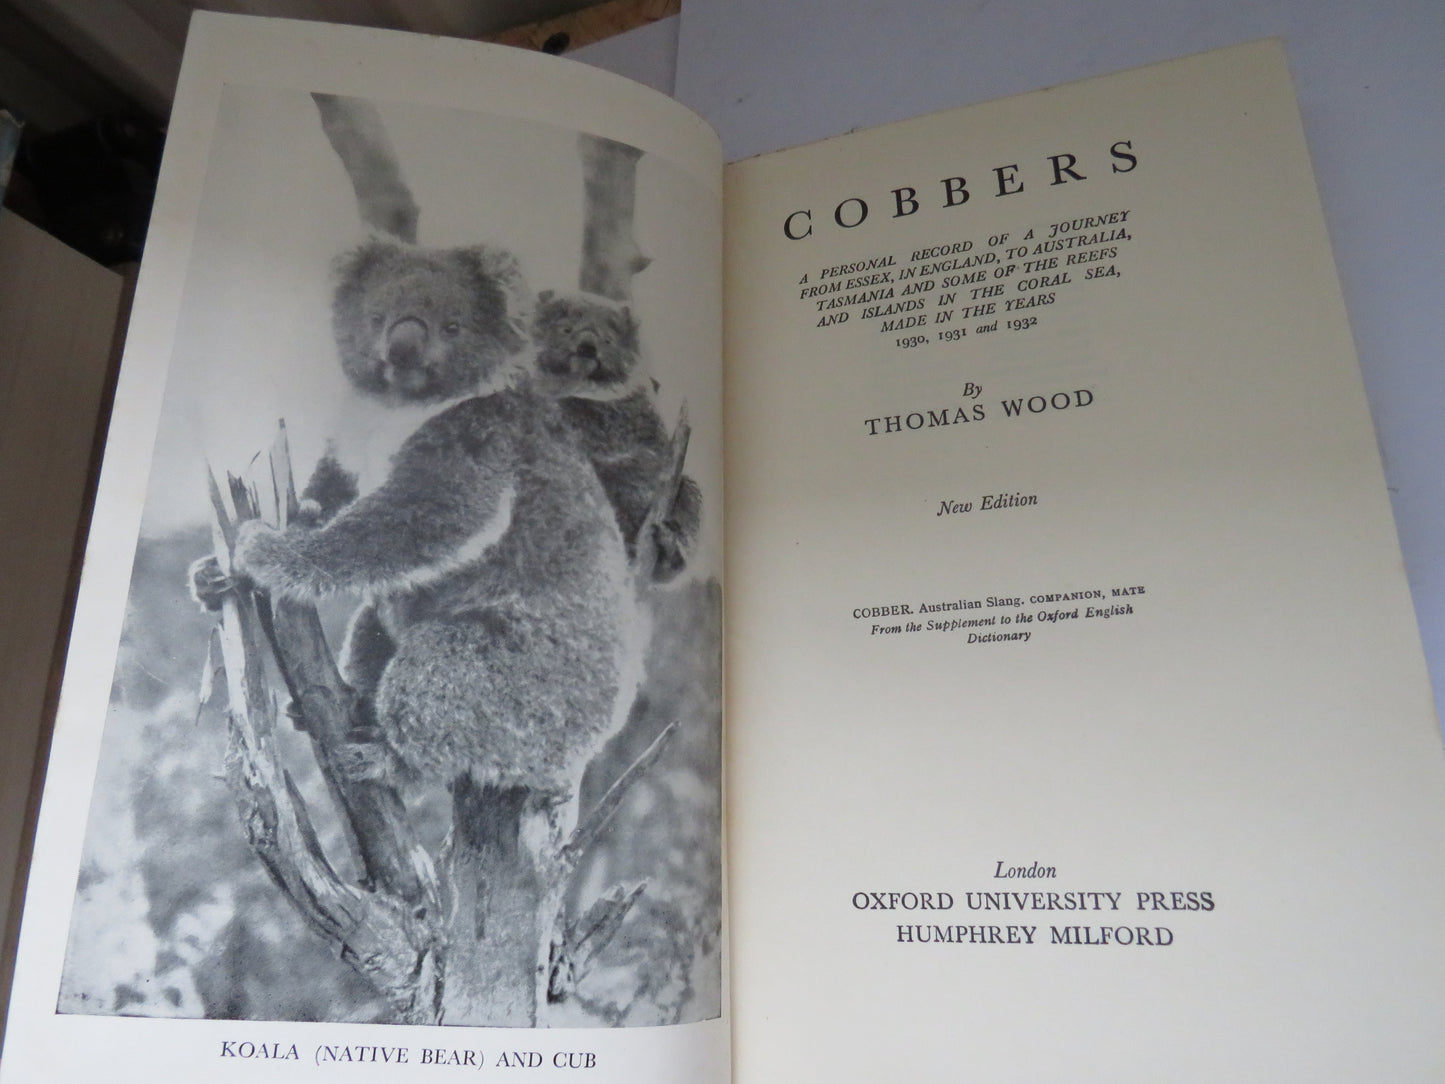 KOALA (NATIVE BEAR) AND CUB
COBBERS
A PERSONAL RECORD OF A JOURNEY
FROM ESSEX, IN ENGLAND, TO AUSTRALIA,
TASMANIA AND SOME OF THE REEFS
AND ISLANDS IN THE CORAL SEA,
MADE IN THE YEARS
1930, 1931 and 1932
By
THOMAS WOOD
New Edition
COBBER. Australian Slang. COMPANION, MATE
From the Supplement to the Oxford English
Dictionary
London
OXFORD UNIVERSITY PRESS
HUMPHREY MILFORD